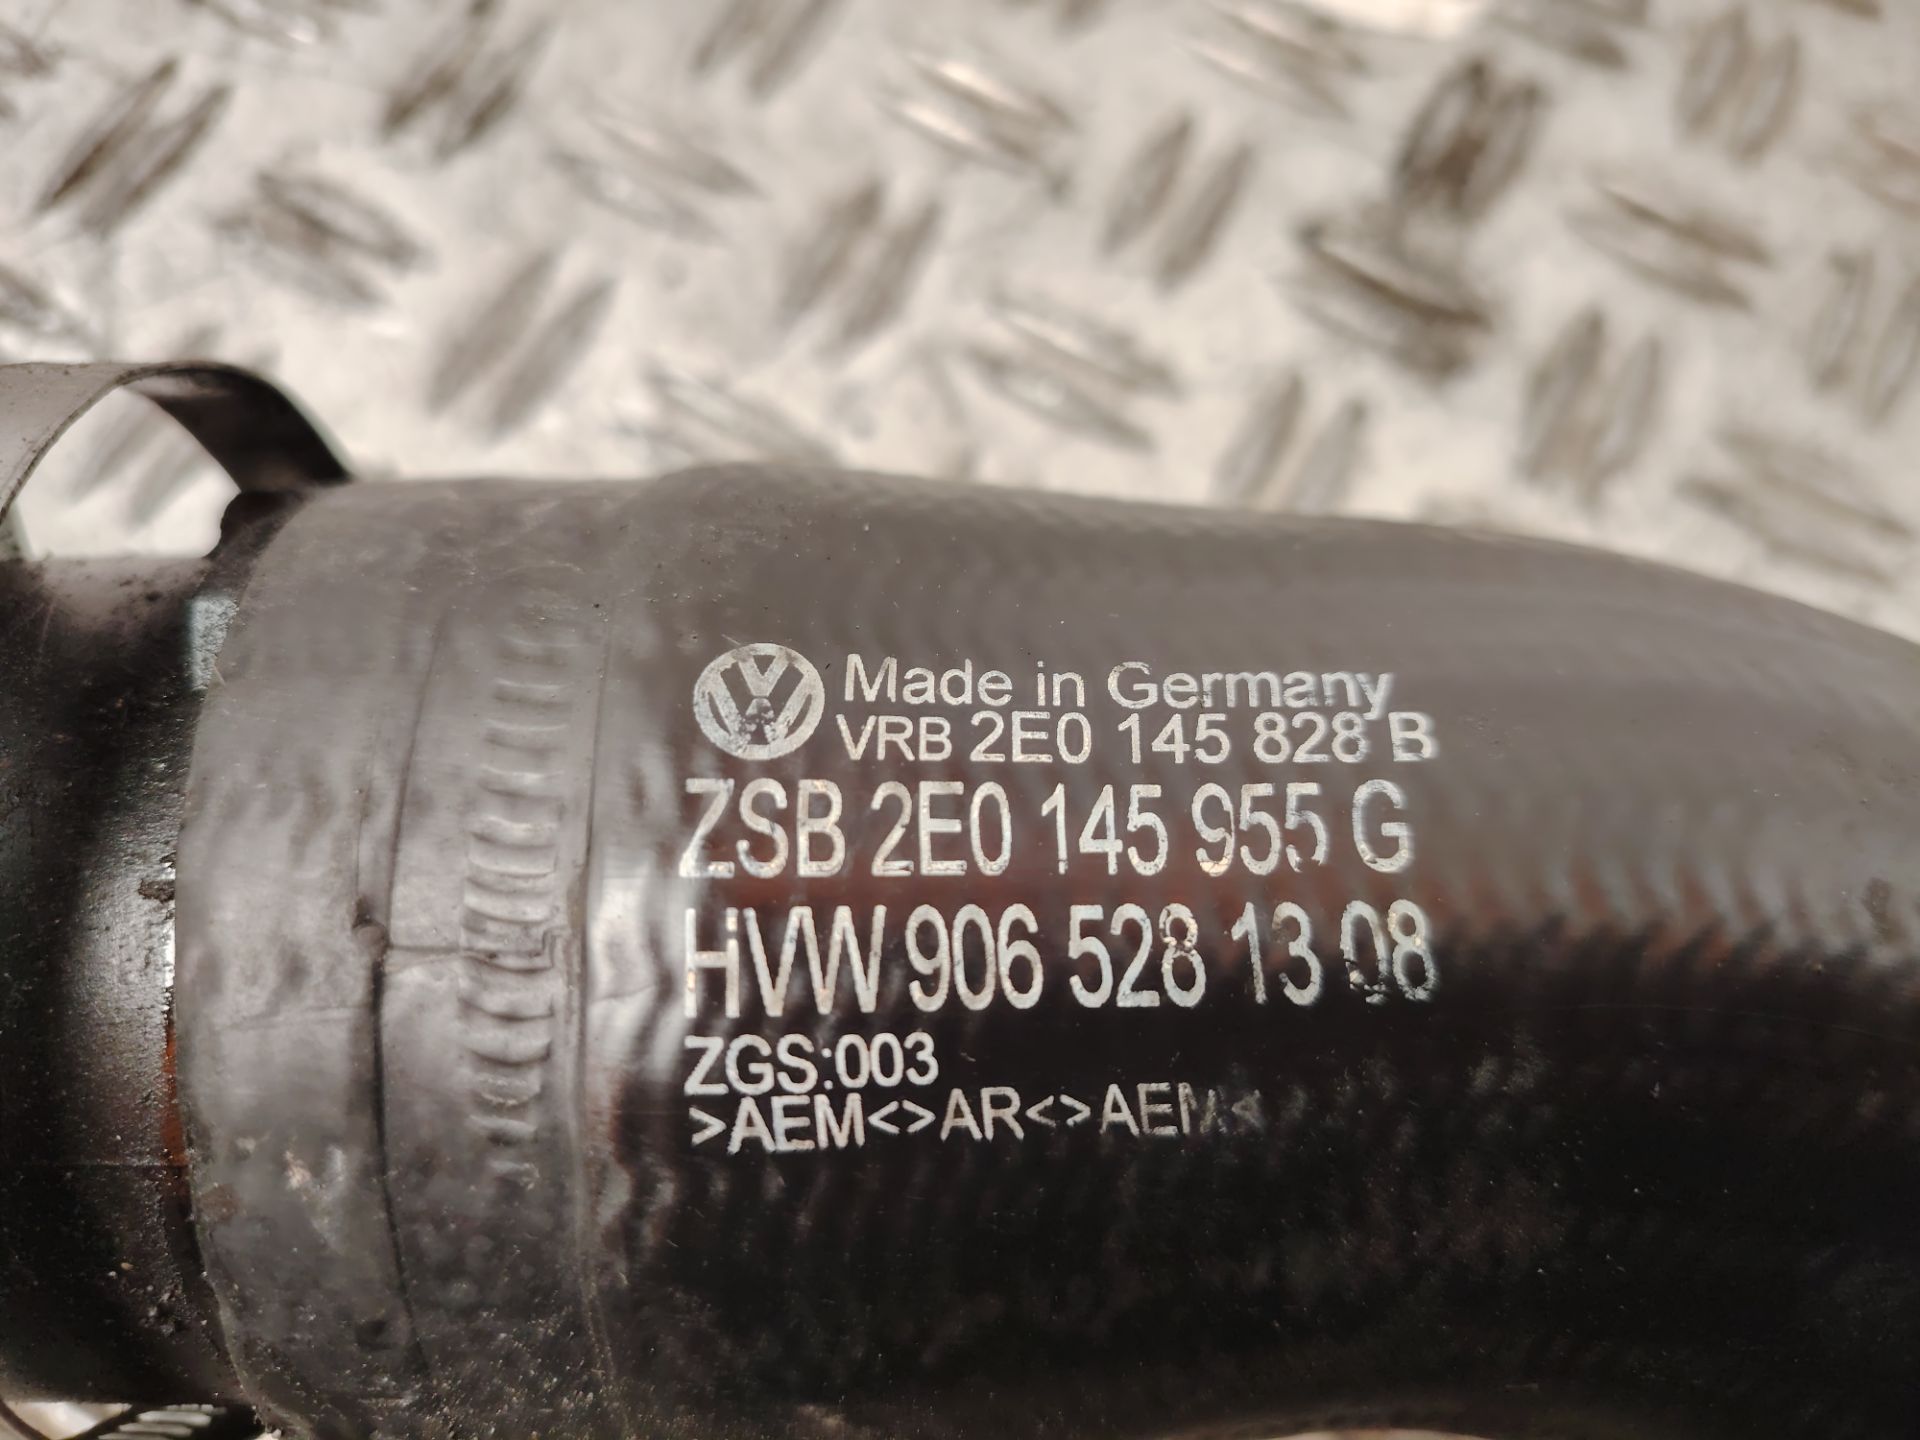 Made in Germany
VRB 2E0 145 828 B
ZSB 2E0 145 955 G
HVW 906 528 13 08
ZGS:003
>AEM<>AR<>AEM<